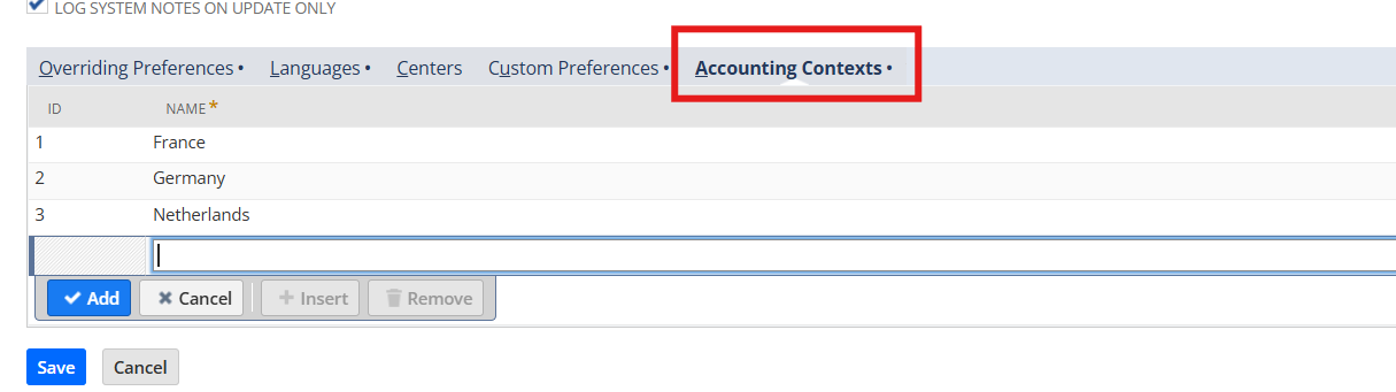 LOG SYSTEM NOTES ON UPDATE ONLY
Overriding Preferences • Languages • Centers Custom Preferences • Accounting Contexts •
ID NAME *
1 France
2 Germany
3 Netherlands
Add Cancel Insert Remove
Save Cancel